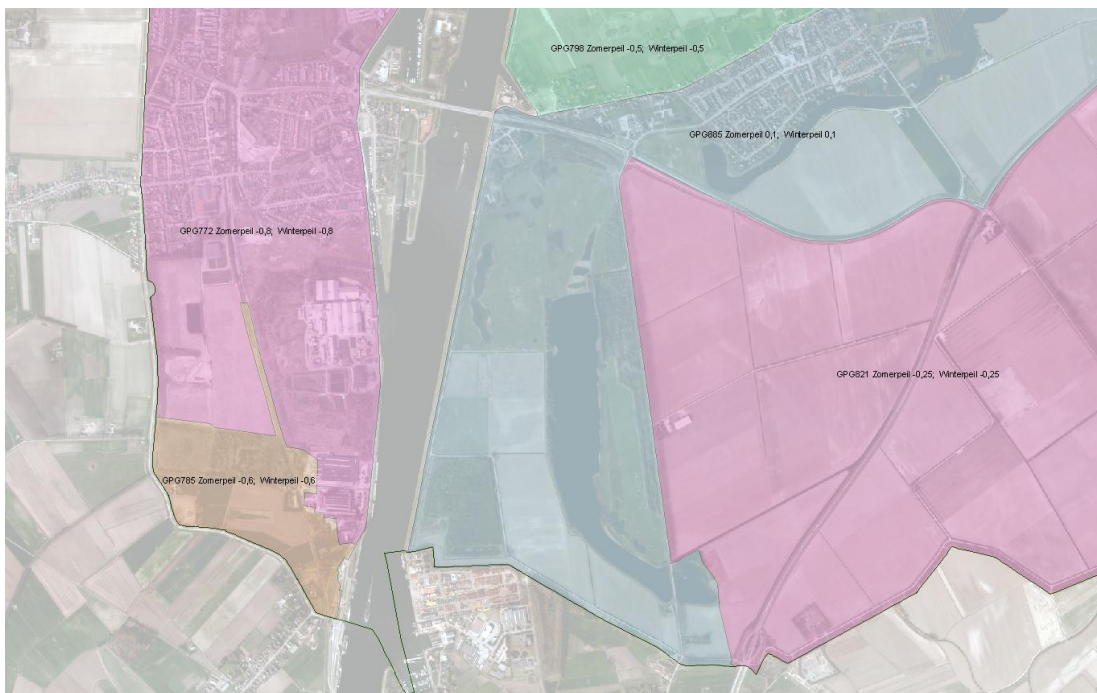 GPG798 Zomerpeil -0,5; Winterpeil -0,5
GPG885 Zomerpeil 0,1; Winterpeil 0,1
GPG772 Zomerpeil -0,8; Winterpeil -0,8
GPG821 Zomerpeil -0,25; Winterpeil -0,25
GPG785 Zomerpeil -0,6; Winterpeil -0,6